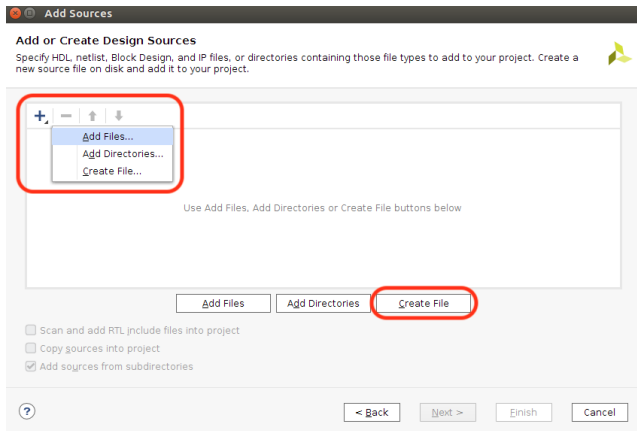 Add Sources
Add or Create Design Sources
Specify HDL, netlist, Block Design, and IP files, or directories containing those file types to add to your project. Create a
new source file on disk and add it to your project.
Add Files...
Add Directories...
Create File...
Use Add Files, Add Directories or Create File buttons below
Add Files Add Directories Create File
Scan and add RTL include files into project
Copy sources into project
Add sources from subdirectories
? < Back Next > Finish Cancel